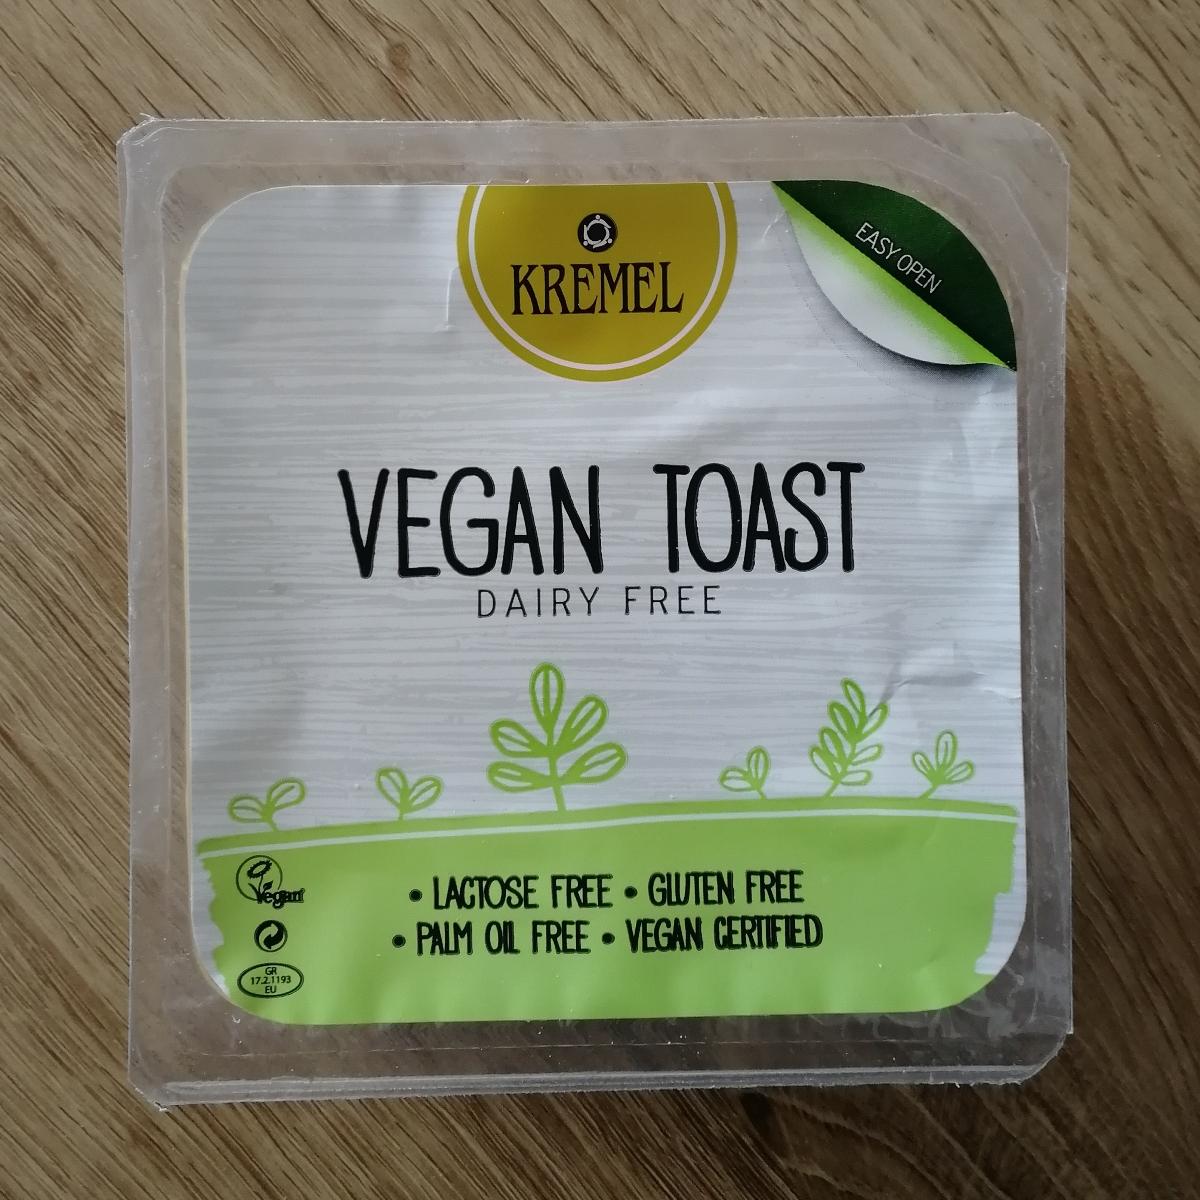 KREMEL
EASY OPEN
VEGAN TOAST
DAIRY FREE
Vegan
• LACTOSE FREE • GLUTEN FREE
• PALM OIL FREE • VEGAN CERTIFIED
GR
17.2.1193
EU